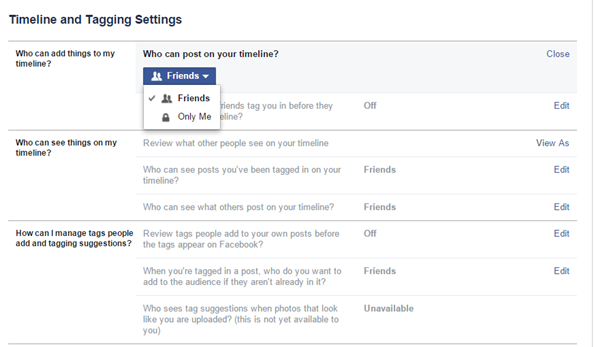 Timeline and Tagging Settings
Who can add things to my
timeline?
Who can post on your timeline?
Close
Friends
Friends
Only Me
friends tag you in before they
eline?
Off
Edit
Who can see things on my
timeline?
Review what other people see on your timeline
View As
Who can see posts you've been tagged in on your
timeline?
Friends
Edit
Who can see what others post on your timeline?
Friends
Edit
How can I manage tags people
add and tagging suggestions?
Review tags people add to your own posts before
the tags appear on Facebook?
Off
Edit
When you're tagged in a post, who do you want to
add to the audience if they aren't already in it?
Friends
Edit
Who sees tag suggestions when photos that look
like you are uploaded? (this is not yet available to
you)
Unavailable